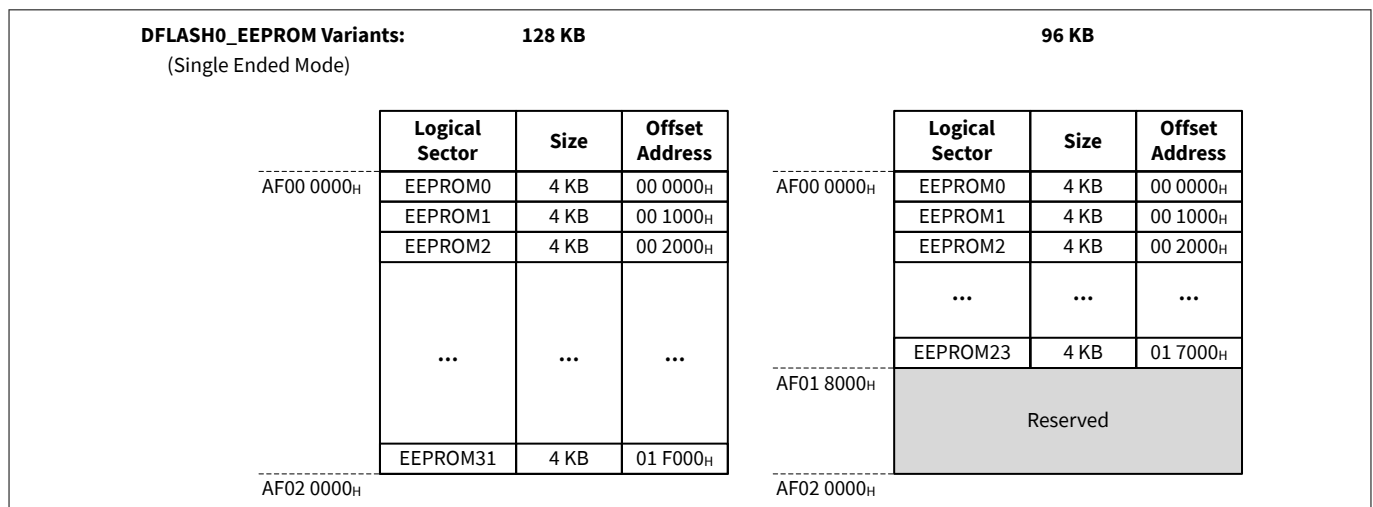 DFLASH0_EEPROM Variants: 128 KB 96 KB
(Single Ended Mode)
Logical Sector Size Offset Address
AF00 0000H
EEPROM0 4 KB 00 0000H
EEPROM1 4 KB 00 1000H
EEPROM2 4 KB 00 2000H
... ... ...
EEPROM31 4 KB 01 F000H
AF02 0000H
Logical Sector Size Offset Address
AF00 0000H
EEPROM0 4 KB 00 0000H
EEPROM1 4 KB 00 1000H
EEPROM2 4 KB 00 2000H
... ... ...
EEPROM23 4 KB 01 7000H
AF01 8000H
Reserved
AF02 0000H